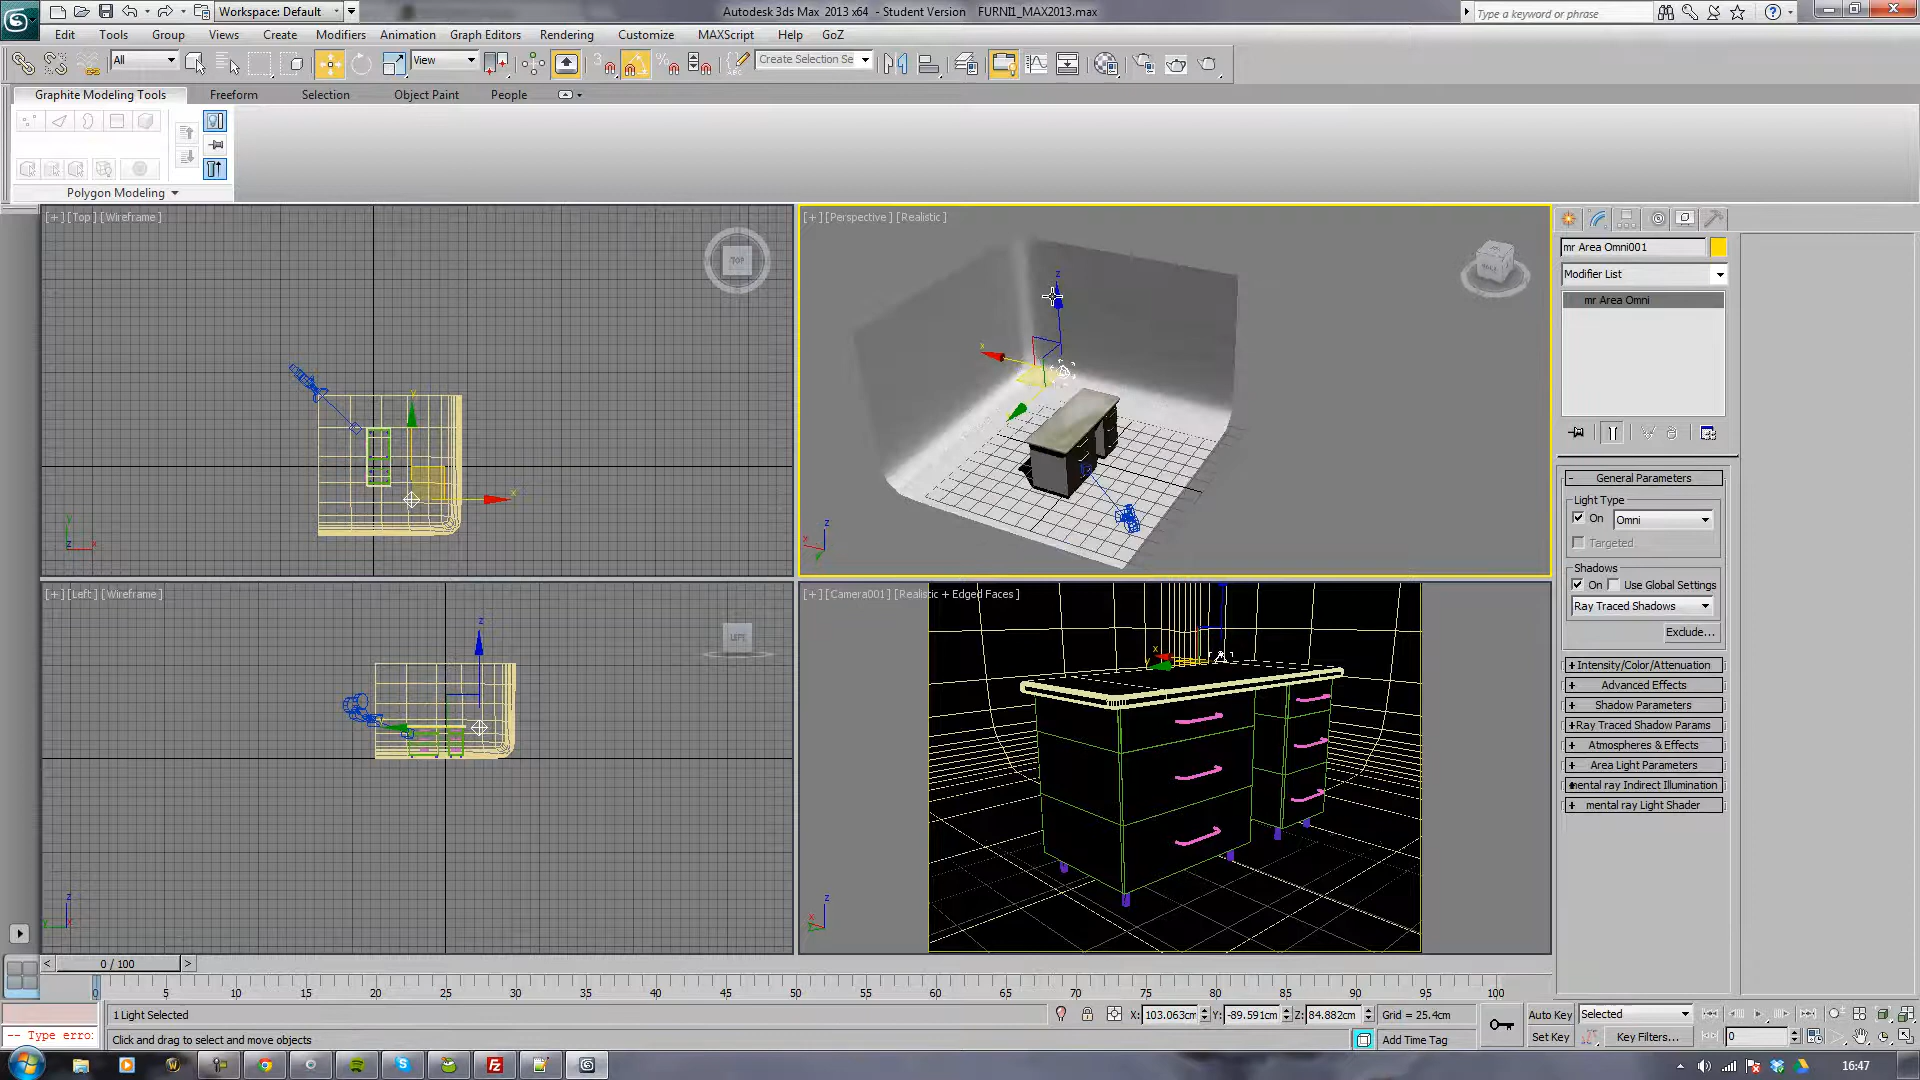 Workspace: Default
Autodesk 3ds Max 2013 x64 - Student Version FURNI1_MAX2013.max
Type a keyword or phrase
Edit Tools Group Views Create Modifiers Animation Graph Editors Rendering Customize MAXScript Help GoZ
All View 3 Create Selection Se
Graphite Modeling Tools Freeform Selection Object Paint People
Polygon Modeling
[+] [Top] [Wireframe]
TOP
[+] [Perspective] [Realistic]
mr Area Omni001
Modifier List
mr Area Omni
- General Parameters
Light Type
On Omni
Targeted
Shadows
On Use Global Settings
Ray Traced Shadows
Exclude...
+ Intensity/Color/Attenuation
+ Advanced Effects
+ Shadow Parameters
+ Ray Traced Shadow Params
+ Atmospheres & Effects
+ Area Light Parameters
mental ray Indirect Illumination
+ mental ray Light Shader
[+] [Left] [Wireframe]
LEFT
[+] [Camera001] [Realistic + Edged Faces]
< 0 / 100 >
0 5 10 15 20 25 30 35 40 45 50 55 60 65 70 75 80 85 90 95 100
1 Light Selected
X: 103.063cm Y: -89.591cm Z: 84.882cm Grid = 25.4cm
Auto Key Selected
-- Type erro:
Click and drag to select and move objects
Add Time Tag
Set Key Key Filters... 0
16:47